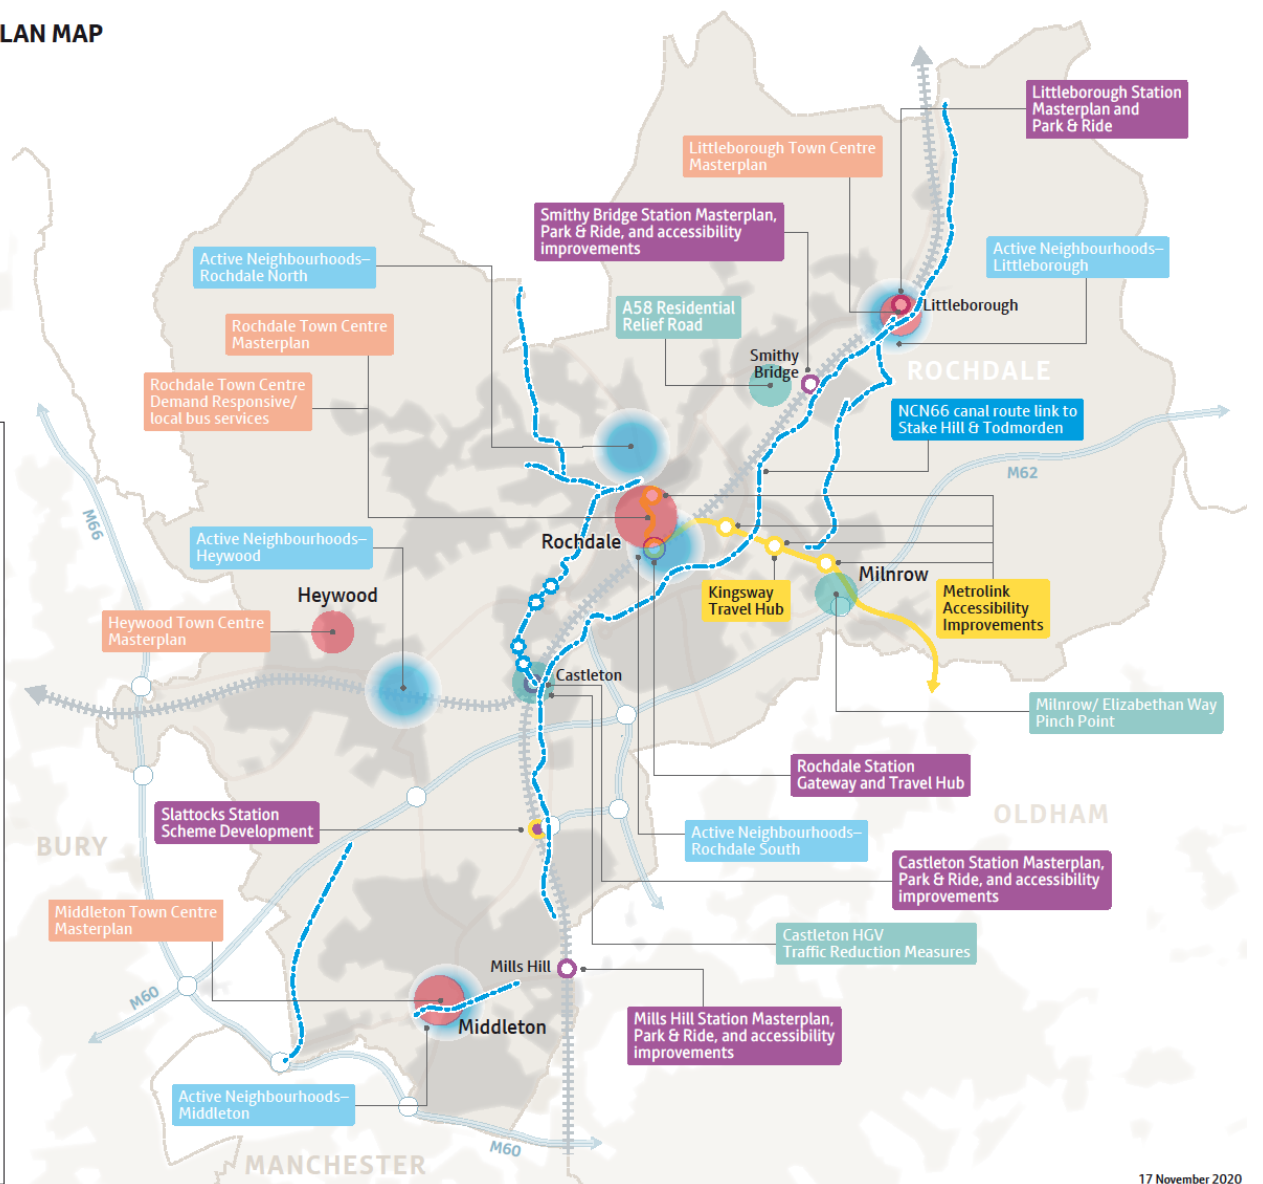 LAN MAP
Littleborough Station
Masterplan and
Park & Ride
Littleborough Town Centre
Masterplan
Smithy Bridge Station Masterplan,
Park & Ride, and accessibility
improvements
Active Neighbourhoods–
Littleborough
Active Neighbourhoods–
Rochdale North
A58 Residential
Relief Road
Littleborough
Rochdale Town Centre
Masterplan
Smithy
Bridge
ROCHDALE
Rochdale Town Centre
Demand Responsive/
local bus services
NCN66 canal route link to
Stake Hill & Todmorden
M62
M66
Active Neighbourhoods–
Heywood
Rochdale
Milnrow
Kingsway
Travel Hub
Metrolink
Accessibility
Improvements
Heywood
Heywood Town Centre
Masterplan
Castleton
Milnrow/ Elizabethan Way
Pinch Point
Rochdale Station
Gateway and Travel Hub
Slattocks Station
Scheme Development
OLDHAM
BURY
Active Neighbourhoods–
Rochdale South
Castleton Station Masterplan,
Park & Ride, and accessibility
improvements
Middleton Town Centre
Masterplan
Castleton HGV
Traffic Reduction Measures
Mills Hill
M60
Middleton
Mills Hill Station Masterplan,
Park & Ride, and accessibility
improvements
Active Neighbourhoods–
Middleton
M60
MANCHESTER
17 November 2020